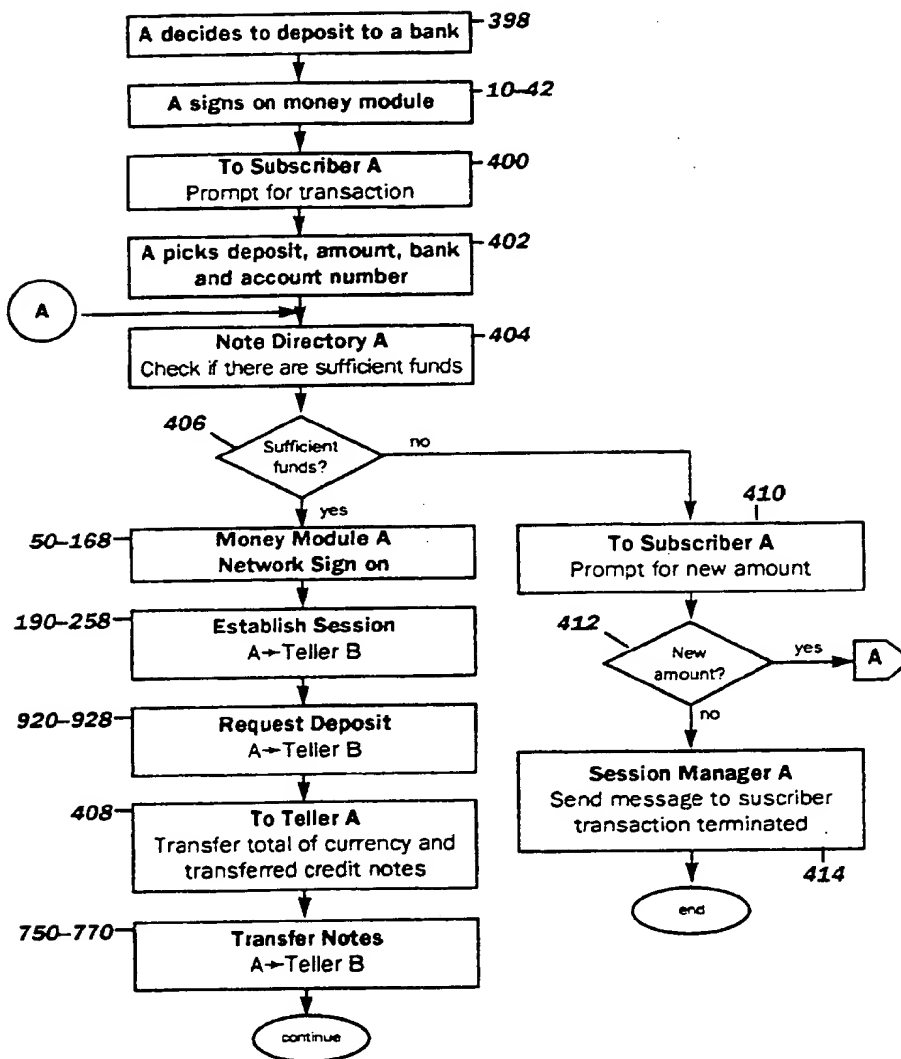 A decides to deposit to a bank
398
A signs on money module
10-42
To Subscriber A
Prompt for transaction
400
A picks deposit, amount, bank
and account number
402
A
Note Directory A
Check if there are sufficient funds
404
406
Sufficient
funds?
no
yes
410
To Subscriber A
Prompt for new amount
50-168
Money Module A
Network Sign on
412
New
amount?
yes
A
no
190-258
Establish Session
A→Teller B
920-928
Request Deposit
A→Teller B
Session Manager A
Send message to suscriber
transaction terminated
414
end
408
To Teller A
Transfer total of currency and
transferred credit notes
750-770
Transfer Notes
A→Teller B
continue